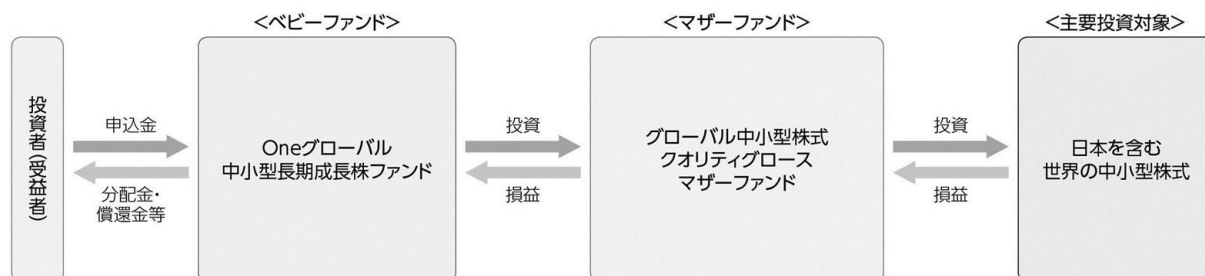 <ベビーファンド>
<マザーファンド>
<主要投資対象>
投資者(受益者)
申込金
分配金・
償還金等
Oneグローバル
中小型長期成長株ファンド
投資
損益
グローバル中小型株式
クオリティグロース
マザーファンド
投資
損益
日本を含む
世界の中小型株式